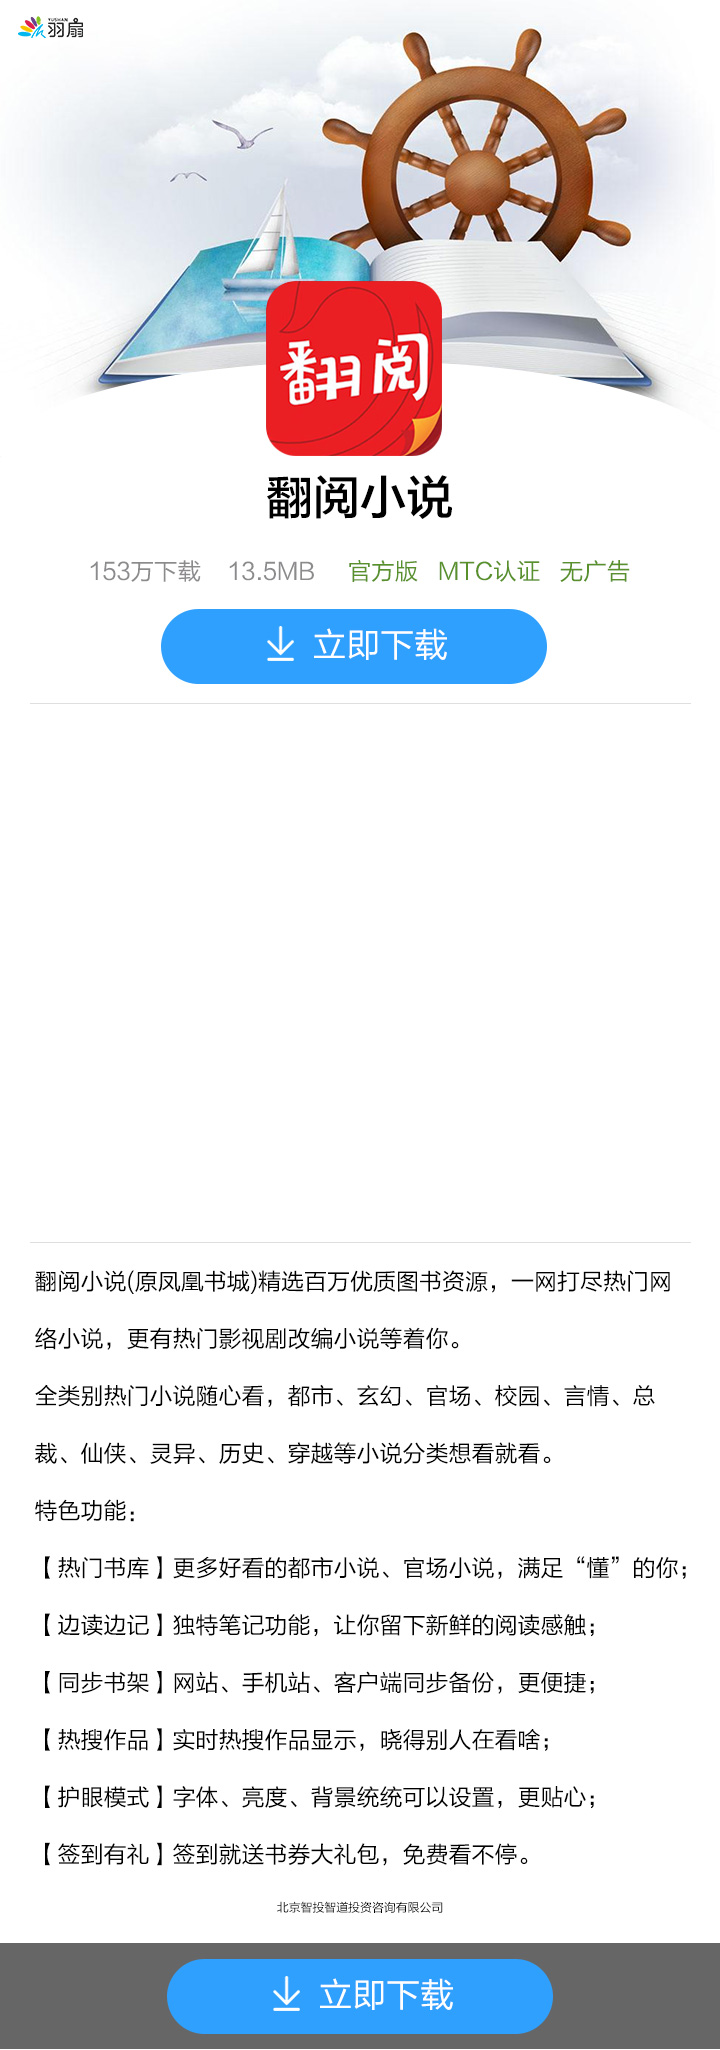 YUSHAN
羽扇
翻阅
翻阅小说
153万下载 13.5MB 官方版 MTC认证 无广告
立即下载
翻阅小说(原凤凰书城)精选百万优质图书资源，一网打尽热门网
络小说，更有热门影视剧改编小说等着你。
全类别热门小说随心看，都市、玄幻、官场、校园、言情、总
裁、仙侠、灵异、历史、穿越等小说分类想看就看。
特色功能：
【热门书库】更多好看的都市小说、官场小说，满足“懂”的你；
【边读边记】独特笔记功能，让你留下新鲜的阅读感触；
【同步书架】网站、手机站、客户端同步备份，更便捷；
【热搜作品】实时热搜作品显示，晓得别人在看啥；
【护眼模式】字体、亮度、背景统统可以设置，更贴心；
【签到有礼】签到就送书券大礼包，免费看不停。
北京智投智道投资咨询有限公司
立即下载